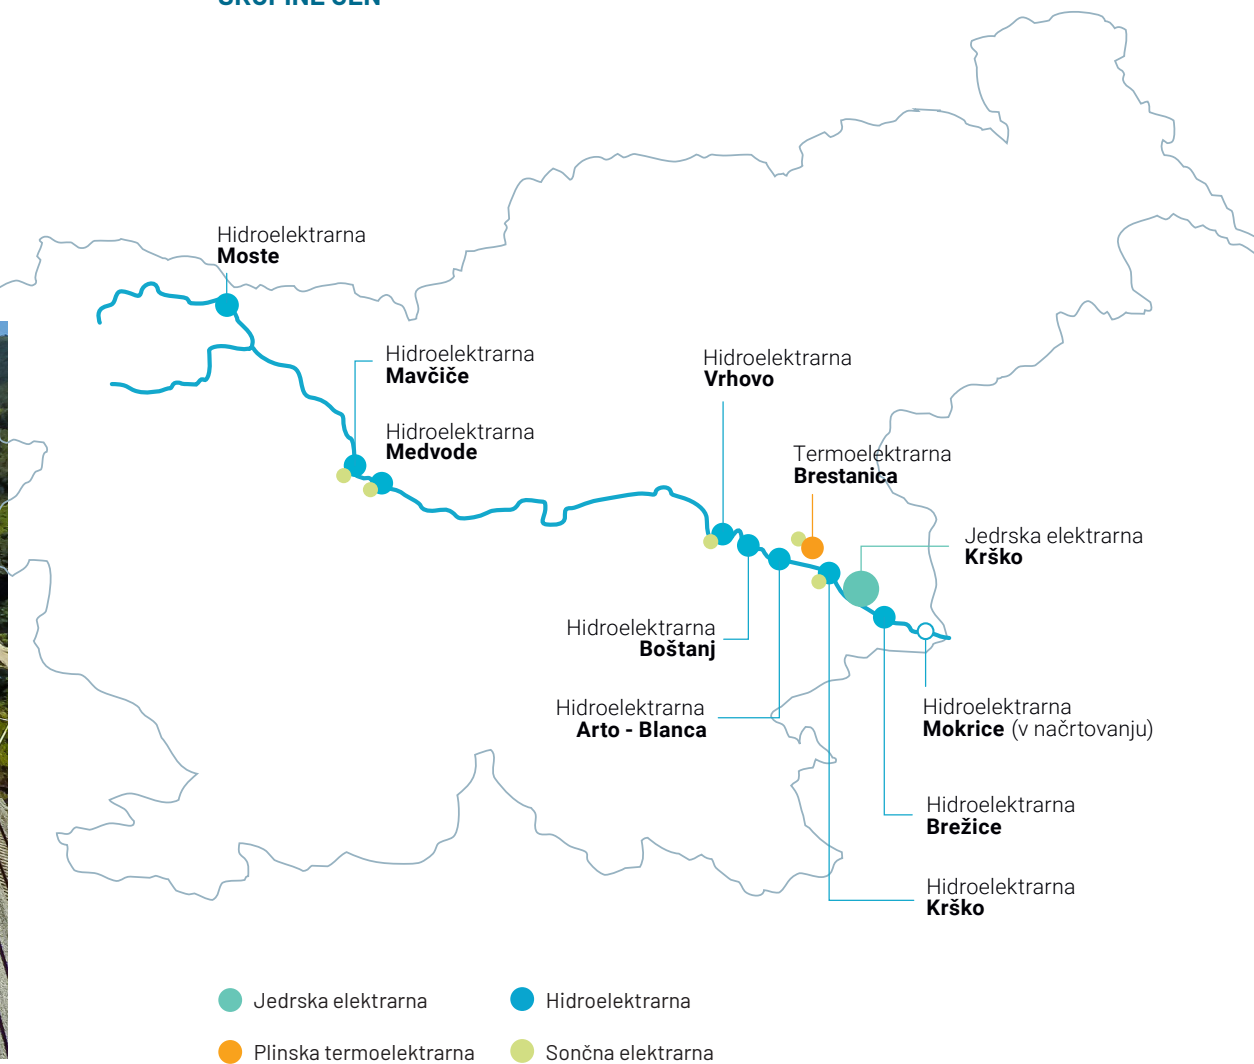 Hidroelektrarna
Moste
Hidroelektrarna
Mavčiče
Hidroelektrarna
Medvode
Hidroelektrarna
Vrhovo
Termoelektrarna
Brestanica
Jedrska elektrarna
Krško
Hidroelektrarna
Boštanj
Hidroelektrarna
Arto - Blanca
Hidroelektrarna
Mokrice (v načrtovanju)
Hidroelektrarna
Brežice
Hidroelektrarna
Krško
Jedrska elektrarna
Hidroelektrarna
Plinska termoelektrarna
Sončna elektrarna